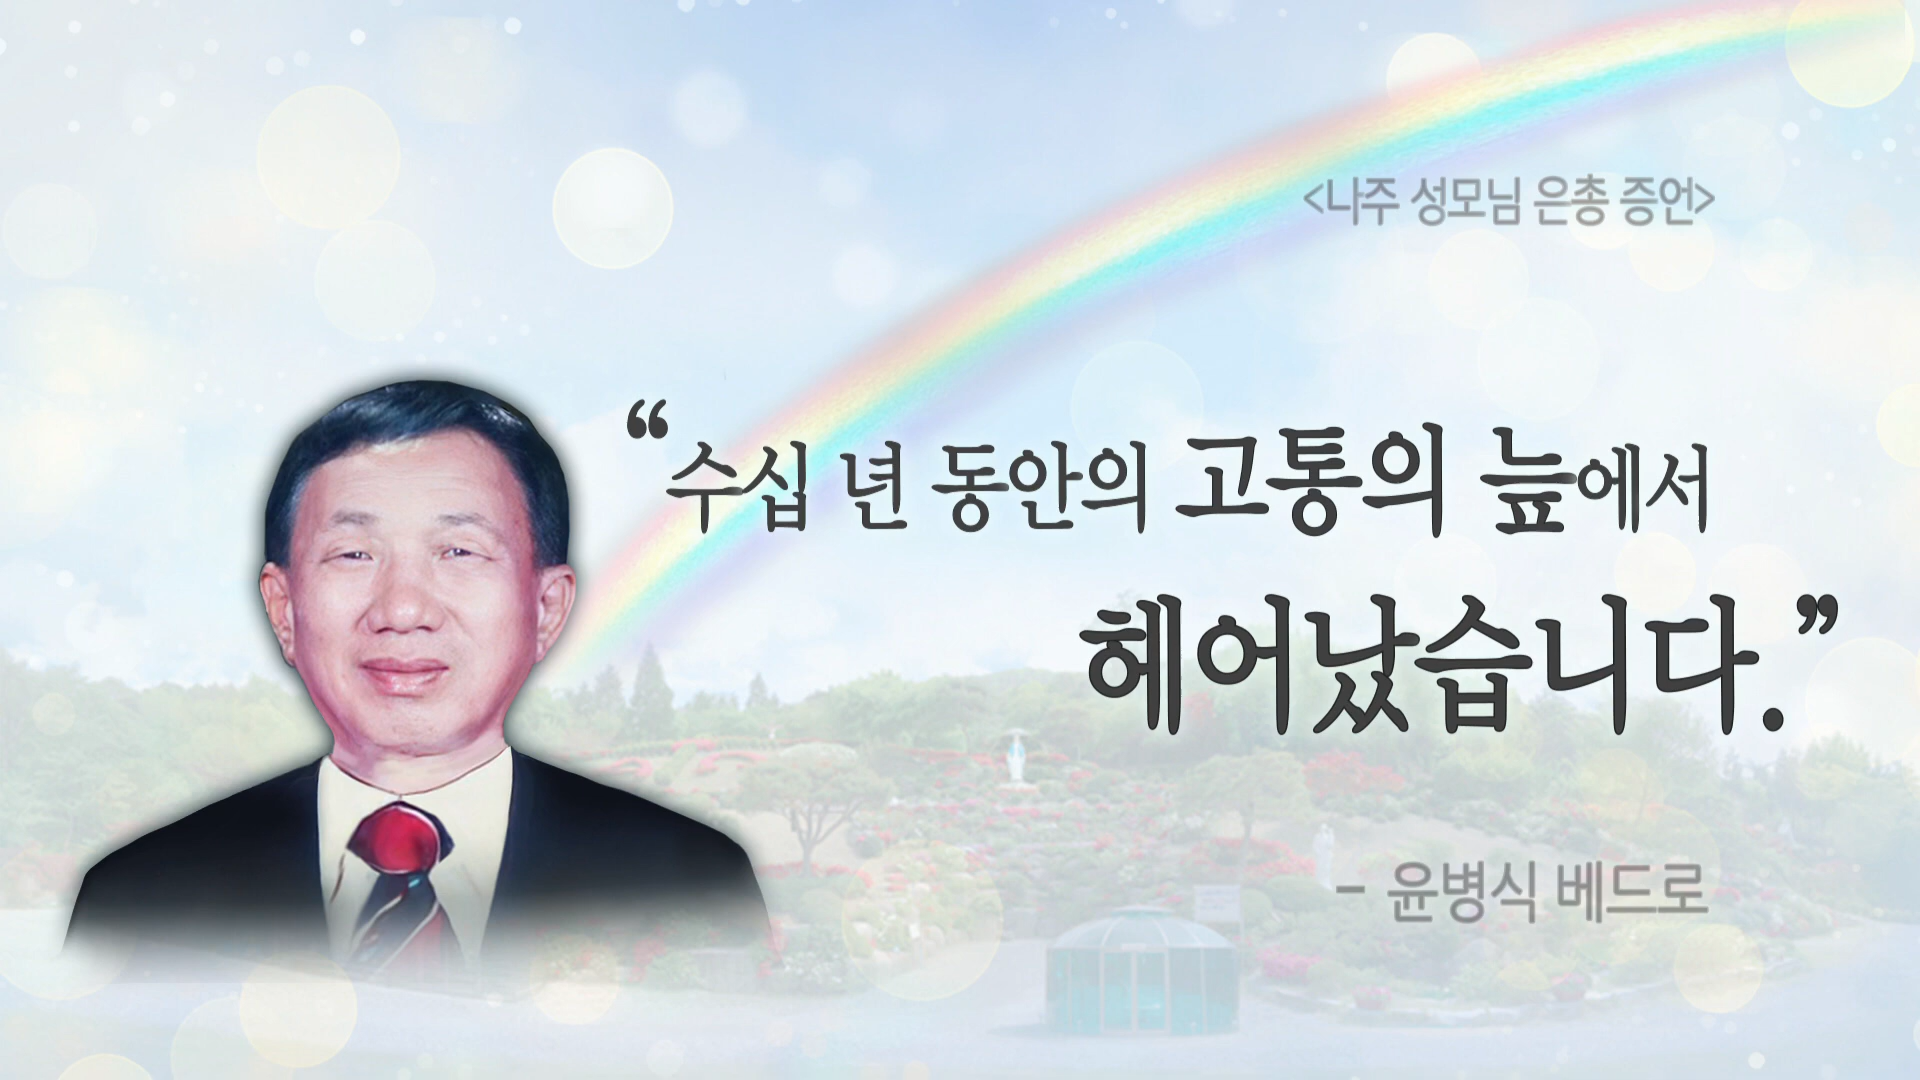 <나주 성모님 은총 증언>
“수십 년 동안의 고통의 늪에서
헤어났습니다.”
- 윤병식 베드로